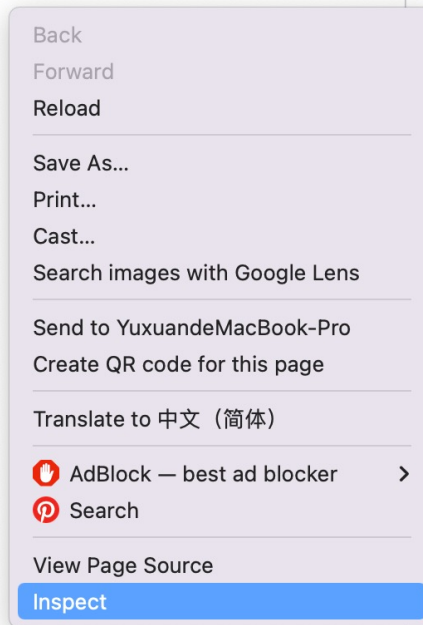 Back
Forward
Reload
Save As...
Print...
Cast...
Search images with Google Lens
Send to YuxuandeMacBook-Pro
Create QR code for this page
Translate to 中文（简体）
AdBlock — best ad blocker
Search
View Page Source
Inspect